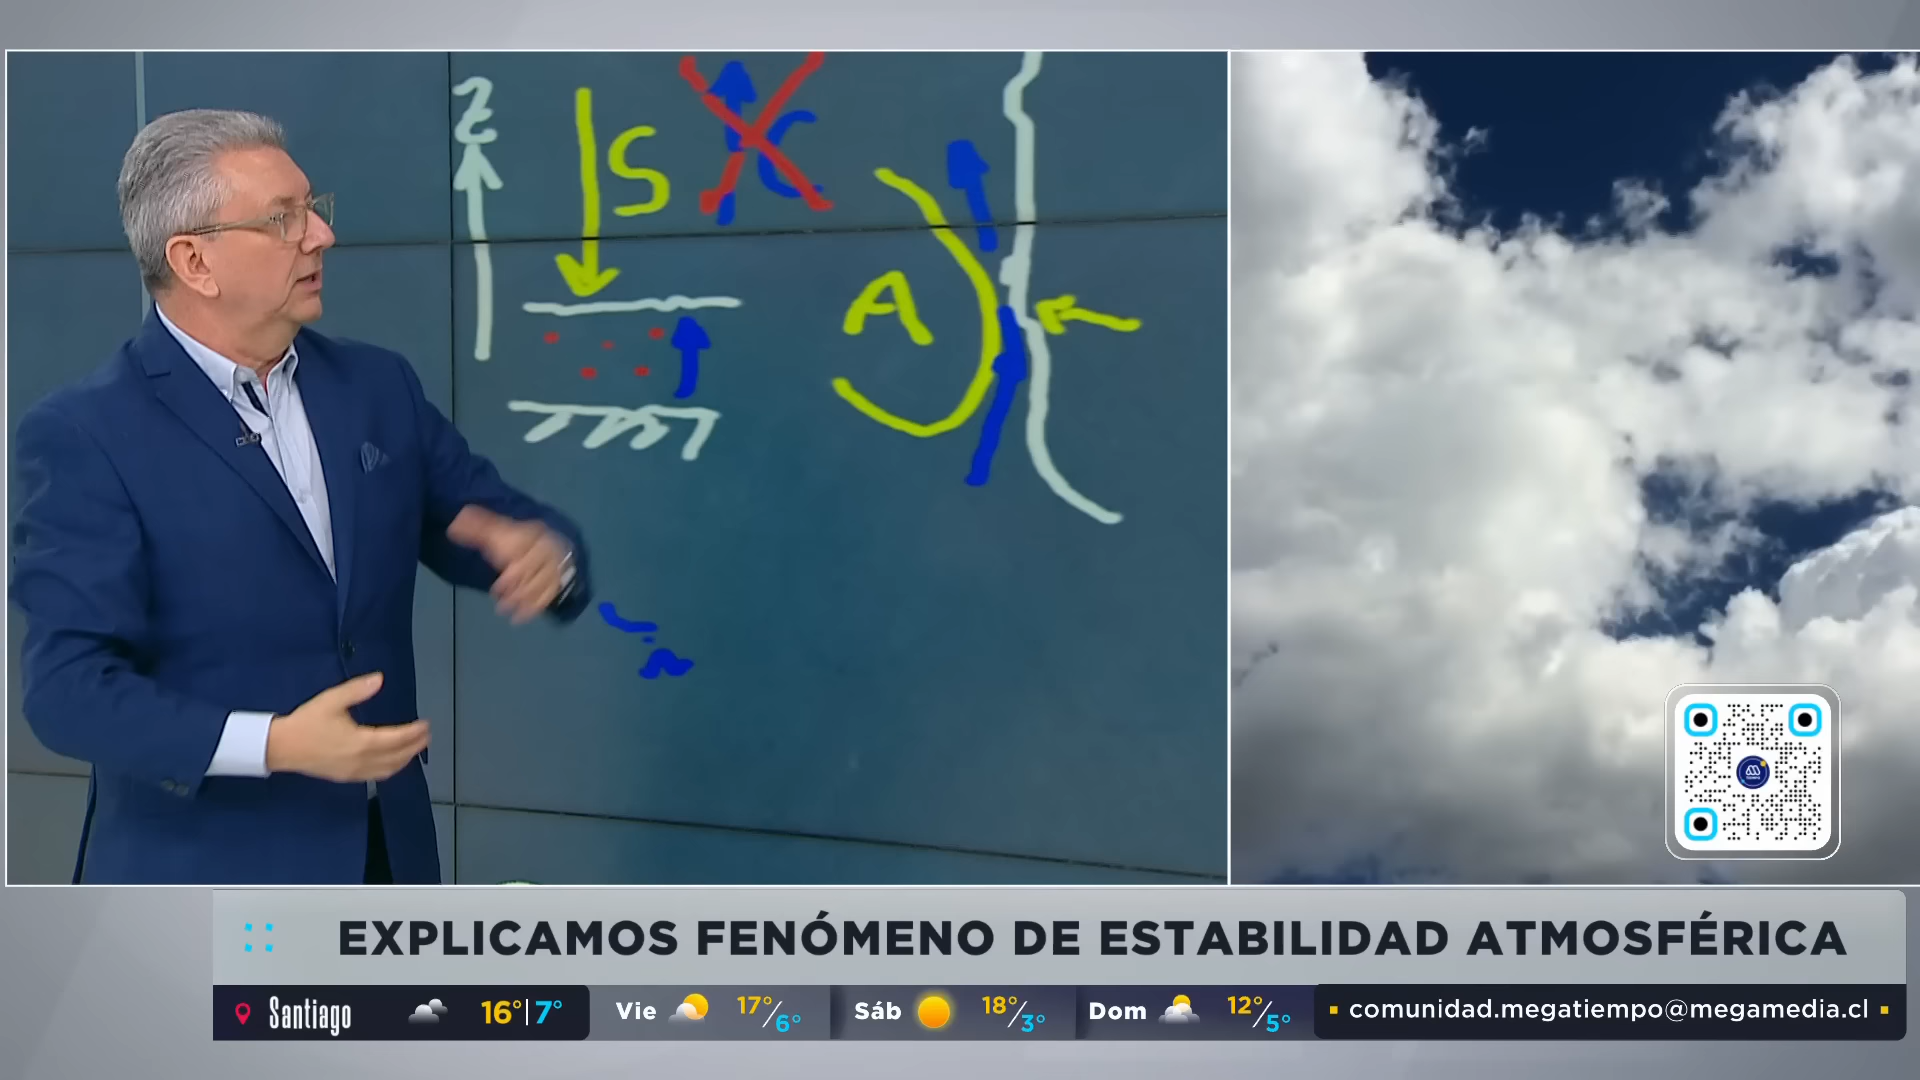 Z
S
C
A
EXPLICAMOS FENÓMENO DE ESTABILIDAD ATMOSFÉRICA
Santiago 16° | 7° Vie 17°/6° Sáb 18°/3° Dom 12°/5° comunidad.megatiempo@megamedia.cl